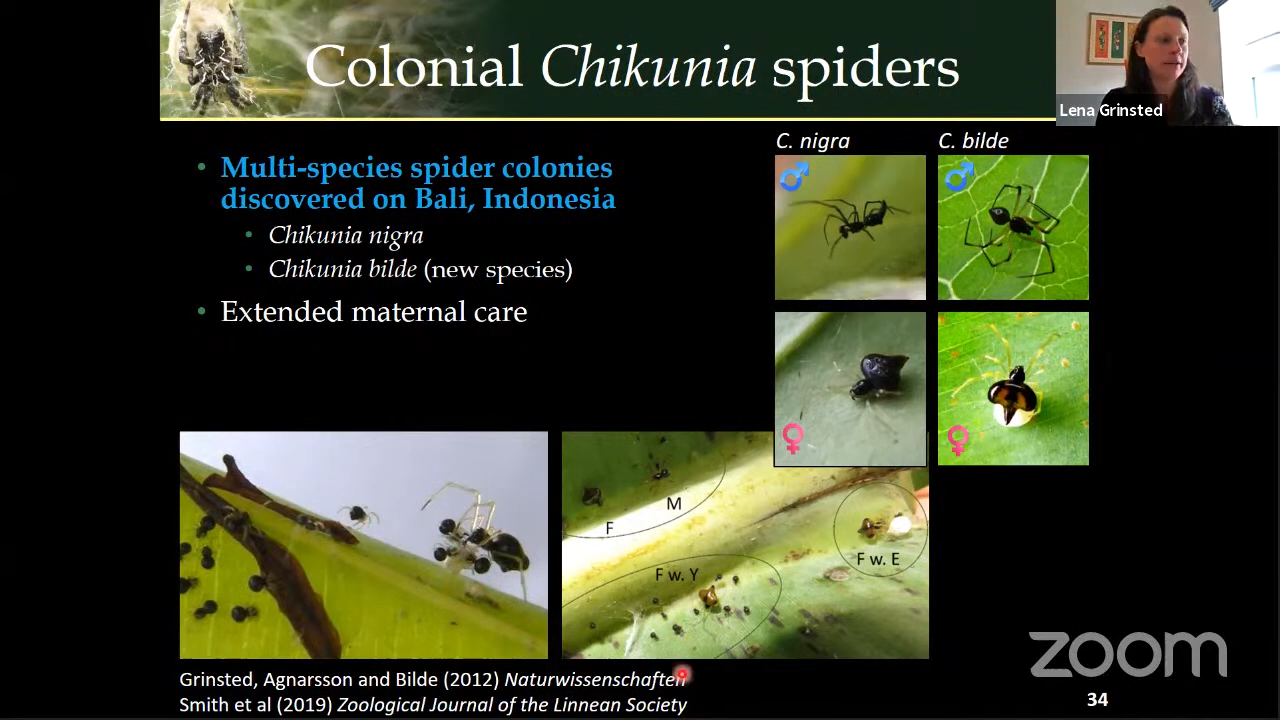 Colonial Chikunia spiders
Lena Grinsted
• Multi-species spider colonies
discovered on Bali, Indonesia
• Chikunia nigra
• Chikunia bilde (new species)
• Extended maternal care
C. nigra
C. bilde
♂
♂
♀
♀
M
F
F w. E
F w. Y
Grinsted, Agnarsson and Bilde (2012) Naturwissenschaften
Smith et al (2019) Zoological Journal of the Linnean Society
zoom
34